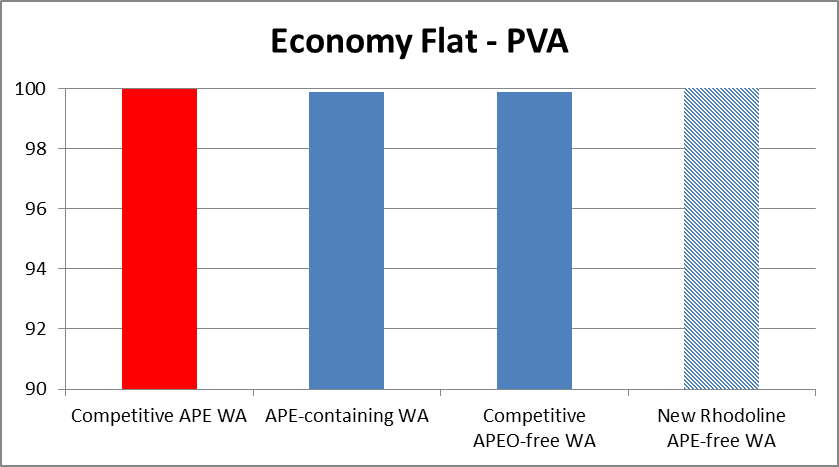 Economy Flat - PVA
100
98
96
94
92
90
Competitive APE WA
APE-containing WA
Competitive
APEO-free WA
New Rhodoline
APE-free WA